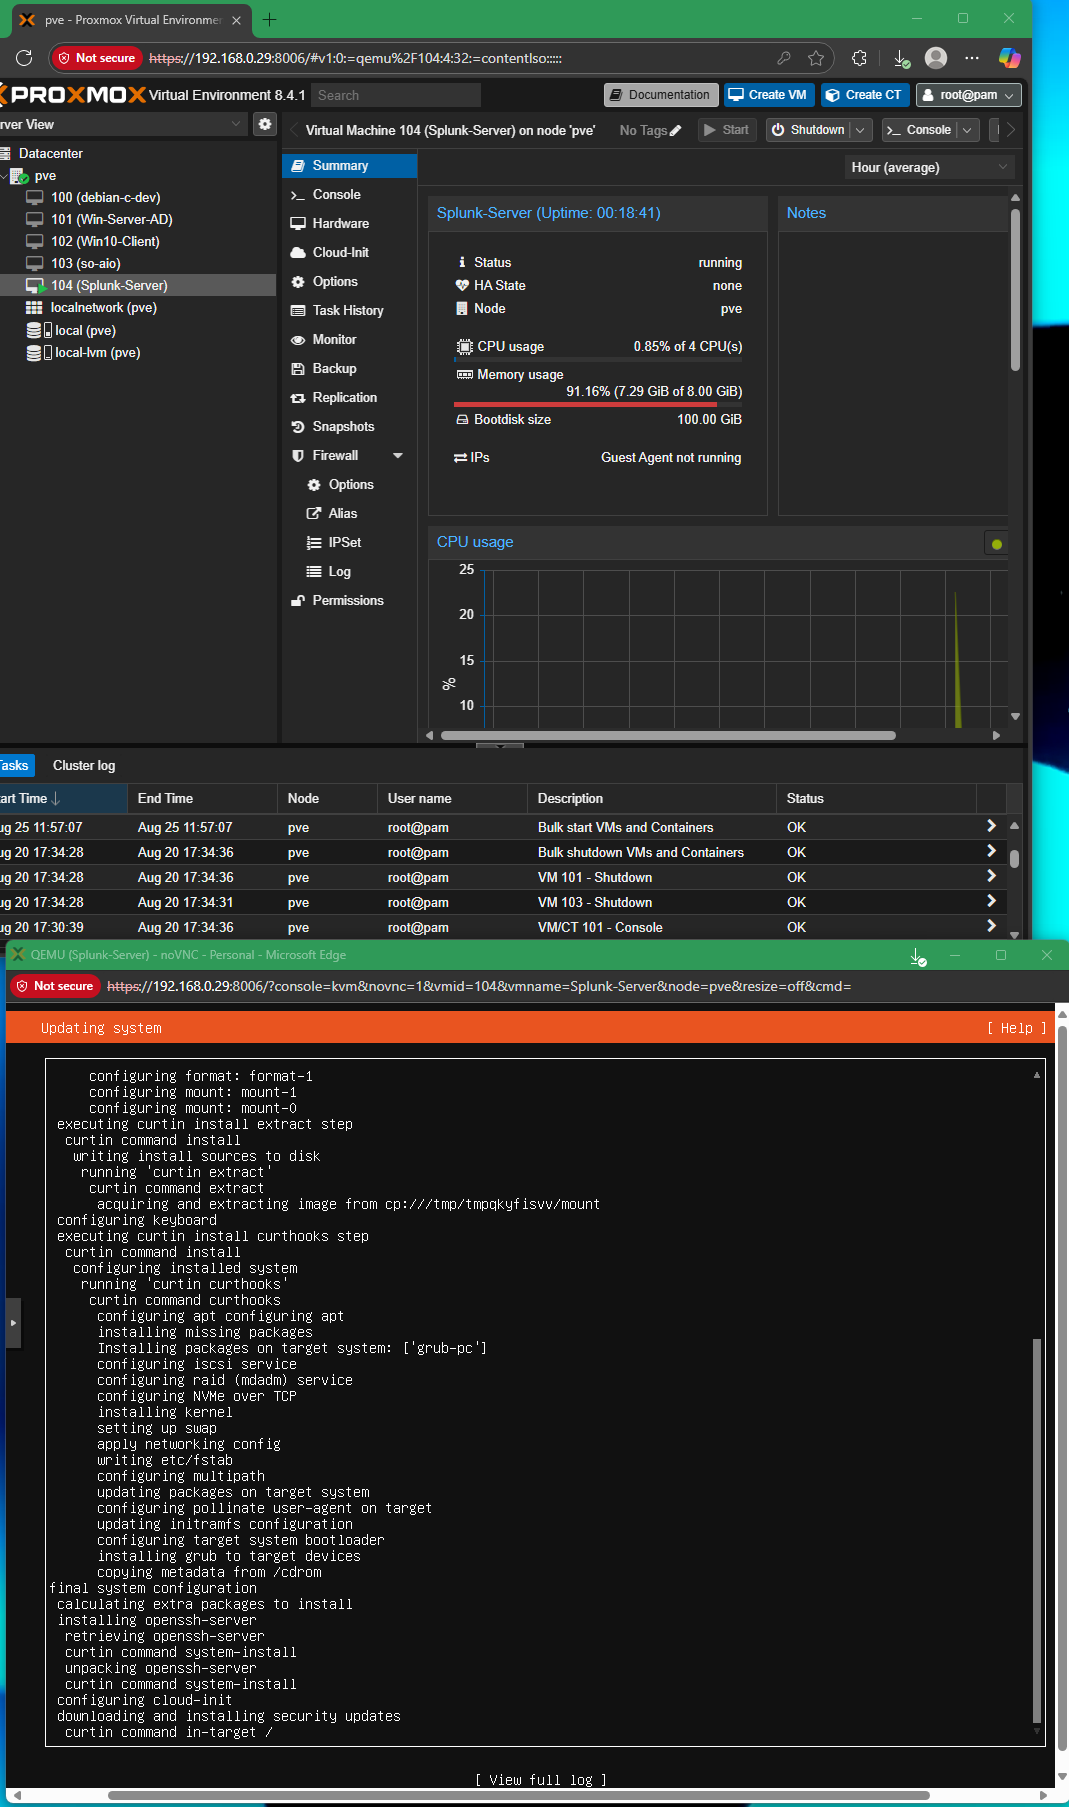 pve - Proxmox Virtual Environmer
Not secure https://192.168.0.29:8006/#v1:0:=qemu%2F104:4:32:=contentIso:::::
PROXMOX Virtual Environment 8.4.1 Search Documentation Create VM Create CT root@pam
rver View
Virtual Machine 104 (Splunk-Server) on node 'pve' No Tags Start Shutdown Console
Datacenter
pve
100 (debian-c-dev)
101 (Win-Server-AD)
102 (Win10-Client)
103 (so-aio)
104 (Splunk-Server)
localnetwork (pve)
local (pve)
local-lvm (pve)
Summary
Console
Hardware
Cloud-Init
Options
Task History
Monitor
Backup
Replication
Snapshots
Firewall
Options
Alias
IPSet
Log
Permissions
Hour (average)
Splunk-Server (Uptime: 00:18:41)
Status running
HA State none
Node pve
CPU usage 0.85% of 4 CPU(s)
Memory usage
91.16% (7.29 GiB of 8.00 GiB)
Bootdisk size 100.00 GiB
IPs Guest Agent not running
Notes
CPU usage
25
20
15
10
%
Tasks Cluster log
art Time End Time Node User name Description Status
ug 25 11:57:07 Aug 25 11:57:07 pve root@pam Bulk start VMs and Containers OK
ug 20 17:34:28 Aug 20 17:34:36 pve root@pam Bulk shutdown VMs and Containers OK
ug 20 17:34:28 Aug 20 17:34:36 pve root@pam VM 101 - Shutdown OK
ug 20 17:34:28 Aug 20 17:34:31 pve root@pam VM 103 - Shutdown OK
ug 20 17:30:39 Aug 20 17:34:36 pve root@pam VM/CT 101 - Console OK
QEMU (Splunk-Server) - noVNC - Personal - Microsoft Edge
Not secure https://192.168.0.29:8006/?console=kvm&novnc=1&vmid=104&vmname=Splunk-Server&node=pve&resize=off&cmd=
Updating system [ Help ]
configuring format: format-1
configuring mount: mount-1
configuring mount: mount-0
executing curtin install extract step
curtin command install
writing install sources to disk
running 'curtin extract'
curtin command extract
acquiring and extracting image from cp:///tmp/tmpqkyfisvv/mount
configuring keyboard
executing curtin install curthooks step
curtin command install
configuring installed system
running 'curtin curthooks'
curtin command curthooks
configuring apt configuring apt
installing missing packages
Installing packages on target system: ['grub-pc']
configuring iscsi service
configuring raid (mdadm) service
configuring NVMe over TCP
installing kernel
setting up swap
apply networking config
writing etc/fstab
configuring multipath
updating packages on target system
configuring pollinate user-agent on target
updating initramfs configuration
configuring target system bootloader
installing grub to target devices
copying metadata from /cdrom
final system configuration
calculating extra packages to install
installing openssh-server
retrieving openssh-server
curtin command system-install
unpacking openssh-server
curtin command system-install
configuring cloud-init
downloading and installing security updates
curtin command in-target /
[ View full log ]